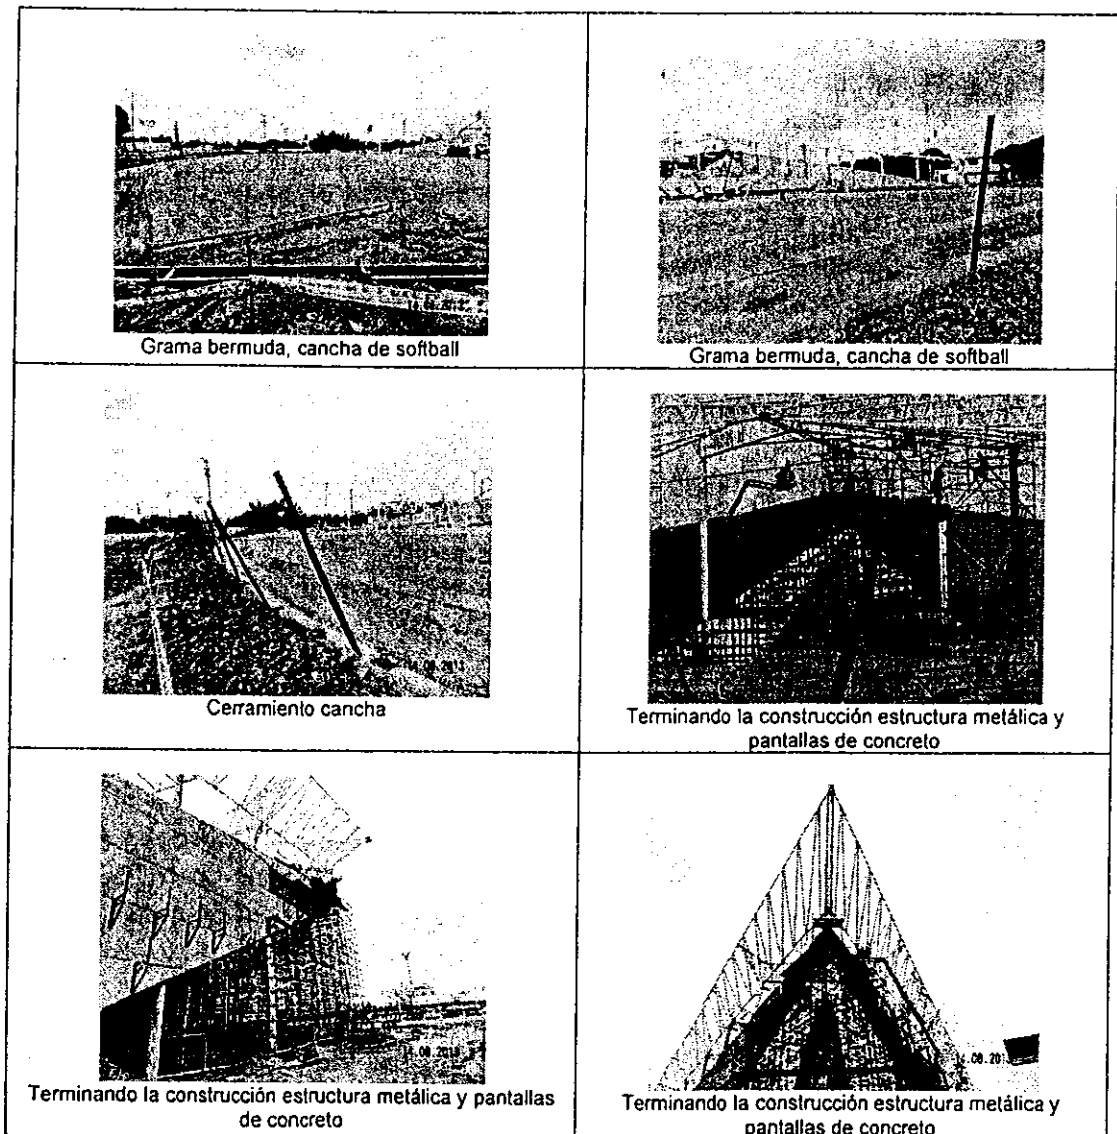 Grama bermuda, cancha de softball
Grama bermuda, cancha de softball
Cerramiento cancha
Terminando la construcción estructura metálica y
pantallas de concreto
Terminando la construcción estructura metálica y pantallas
de concreto
Terminando la construcción estructura metálica y
pantallas de concreto